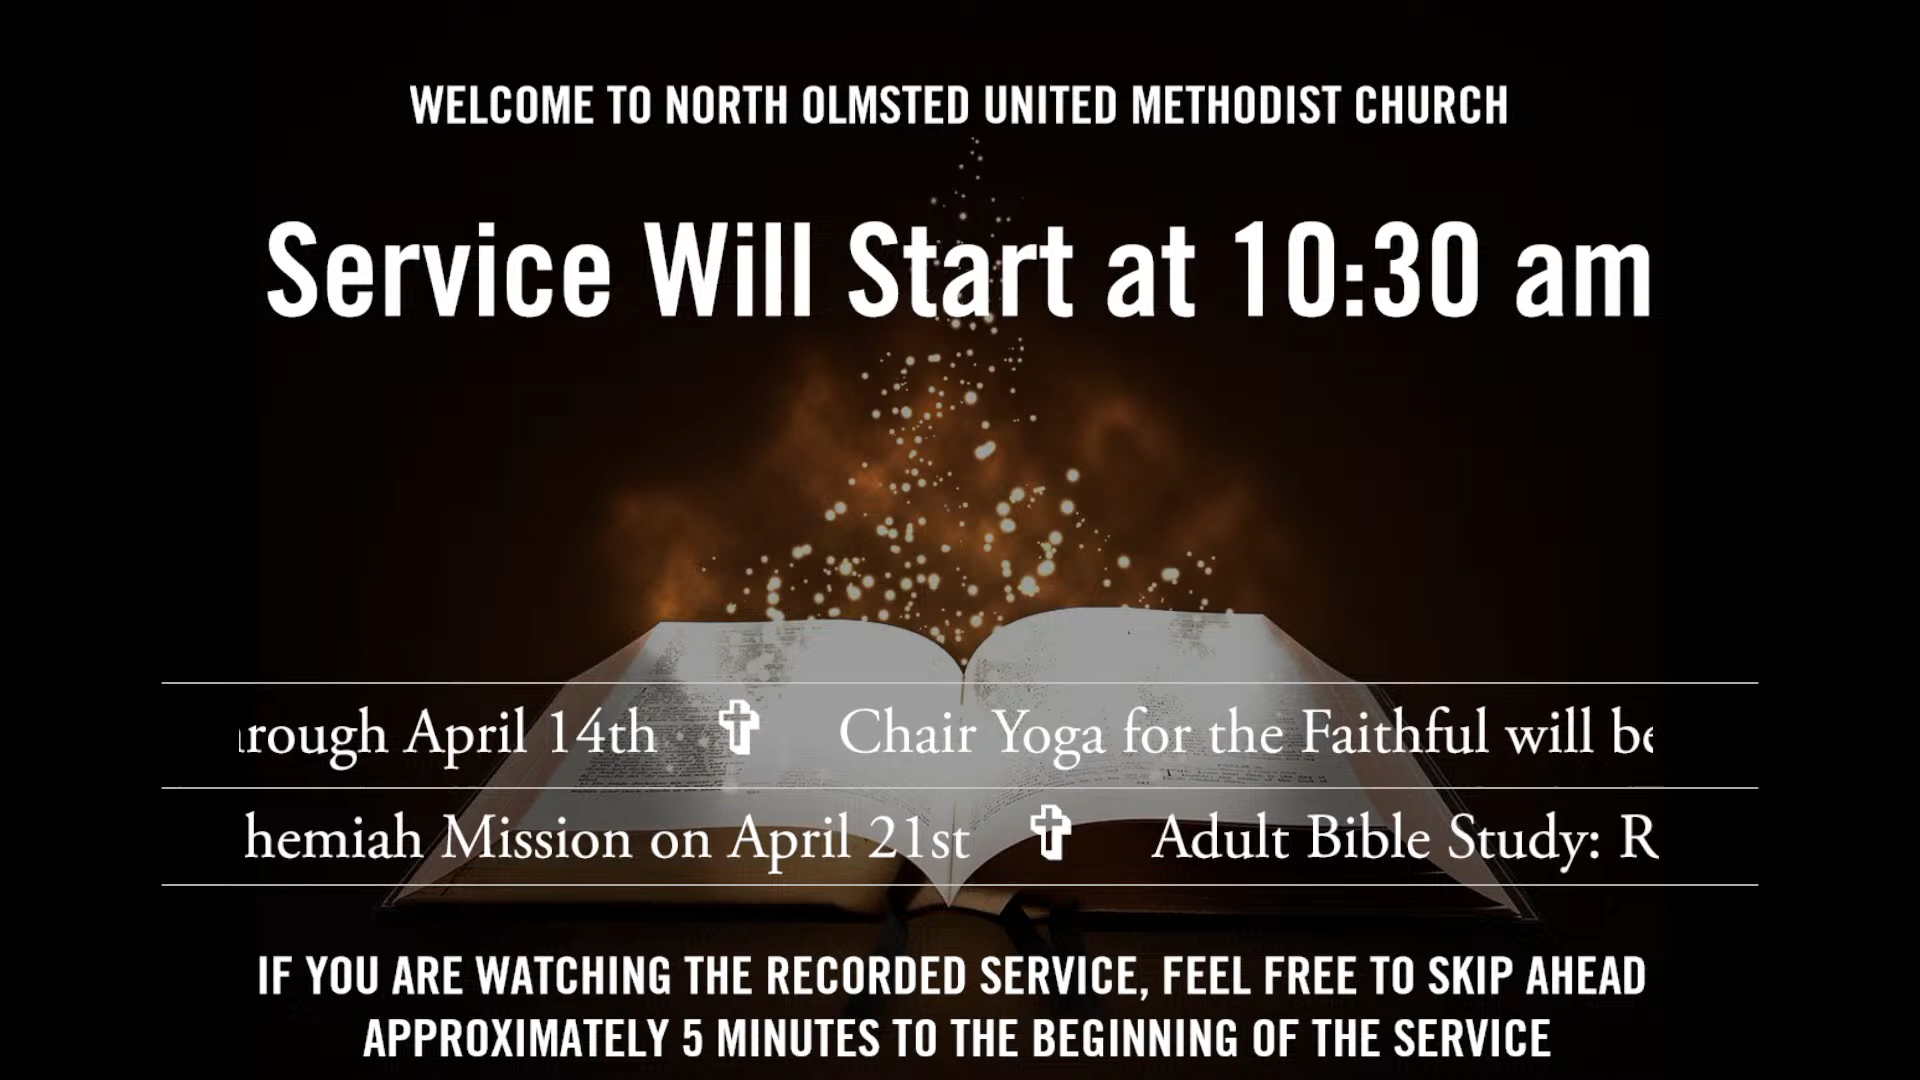 WELCOME TO NORTH OLMSTED UNITED METHODIST CHURCH
Service Will Start at 10:30 am
rough April 14th ✞ Chair Yoga for the Faithful will be
hemiah Mission on April 21st ✞ Adult Bible Study: R
IF YOU ARE WATCHING THE RECORDED SERVICE, FEEL FREE TO SKIP AHEAD
APPROXIMATELY 5 MINUTES TO THE BEGINNING OF THE SERVICE